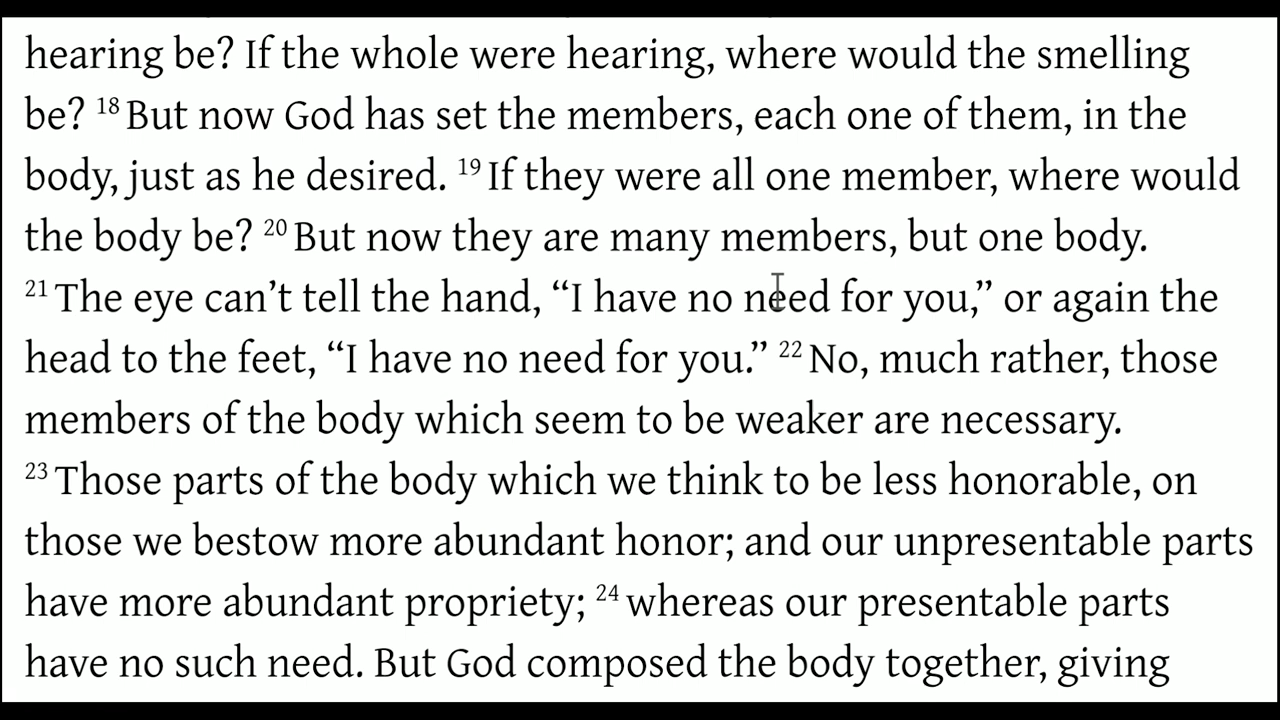 hearing be? If the whole were hearing, where would the smelling
be? 18 But now God has set the members, each one of them, in the
body, just as he desired. 19 If they were all one member, where would
the body be? 20 But now they are many members, but one body.
21 The eye can’t tell the hand, “I have no need for you,” or again the
head to the feet, “I have no need for you.” 22 No, much rather, those
members of the body which seem to be weaker are necessary.
23 Those parts of the body which we think to be less honorable, on
those we bestow more abundant honor; and our unpresentable parts
have more abundant propriety; 24 whereas our presentable parts
have no such need. But God composed the body together, giving